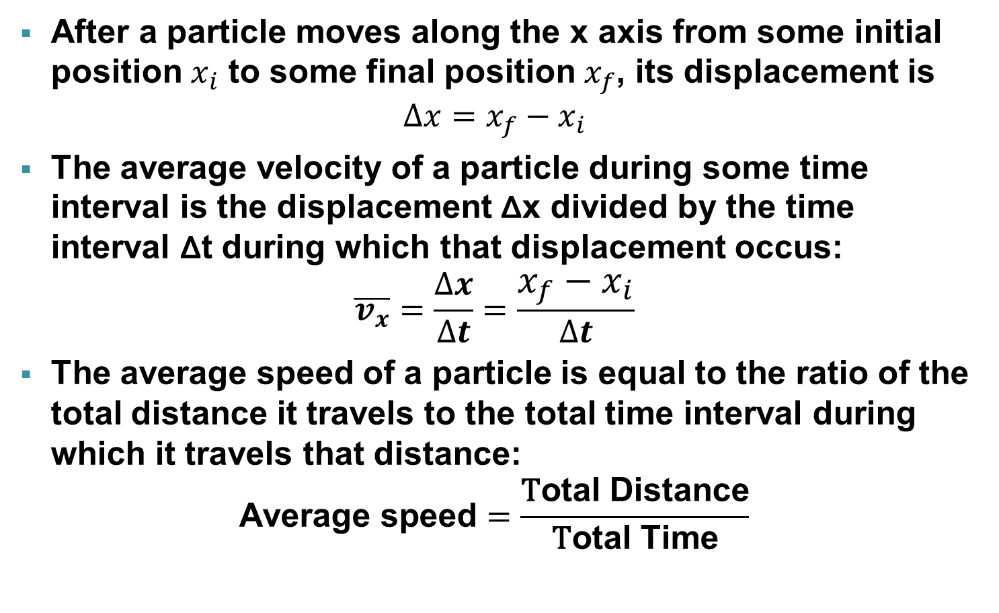 ▪ After a particle moves along the x axis from some initial
position xᵢ to some final position x_f, its displacement is
Δx = x_f − xᵢ
▪ The average velocity of a particle during some time
interval is the displacement Δx divided by the time
interval Δt during which that displacement occus:
v̅ₓ = Δx/Δt = (x_f − xᵢ)/Δt
▪ The average speed of a particle is equal to the ratio of the
total distance it travels to the total time interval during
which it travels that distance:
Average speed = Total Distance / Total Time